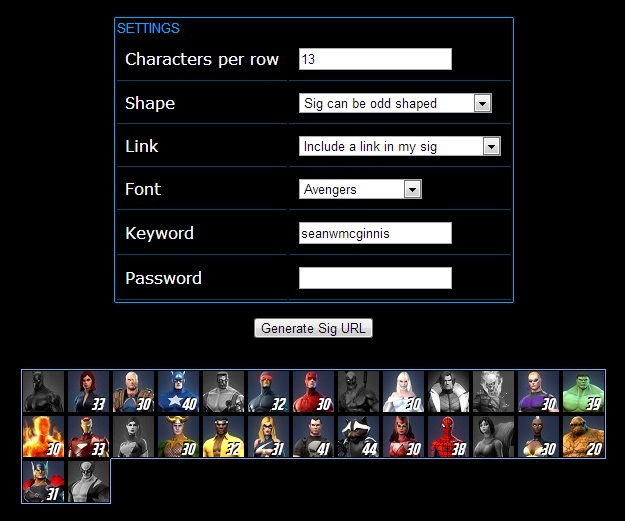 SETTINGS
Characters per row 13
Shape Sig can be odd shaped
Link Include a link in my sig
Font Avengers
Keyword seanwmcginnis
Password
Generate Sig URL
33 30 40 32 30 30 30 39
30 33 30 32 31 41 44 30 38 30 20
31